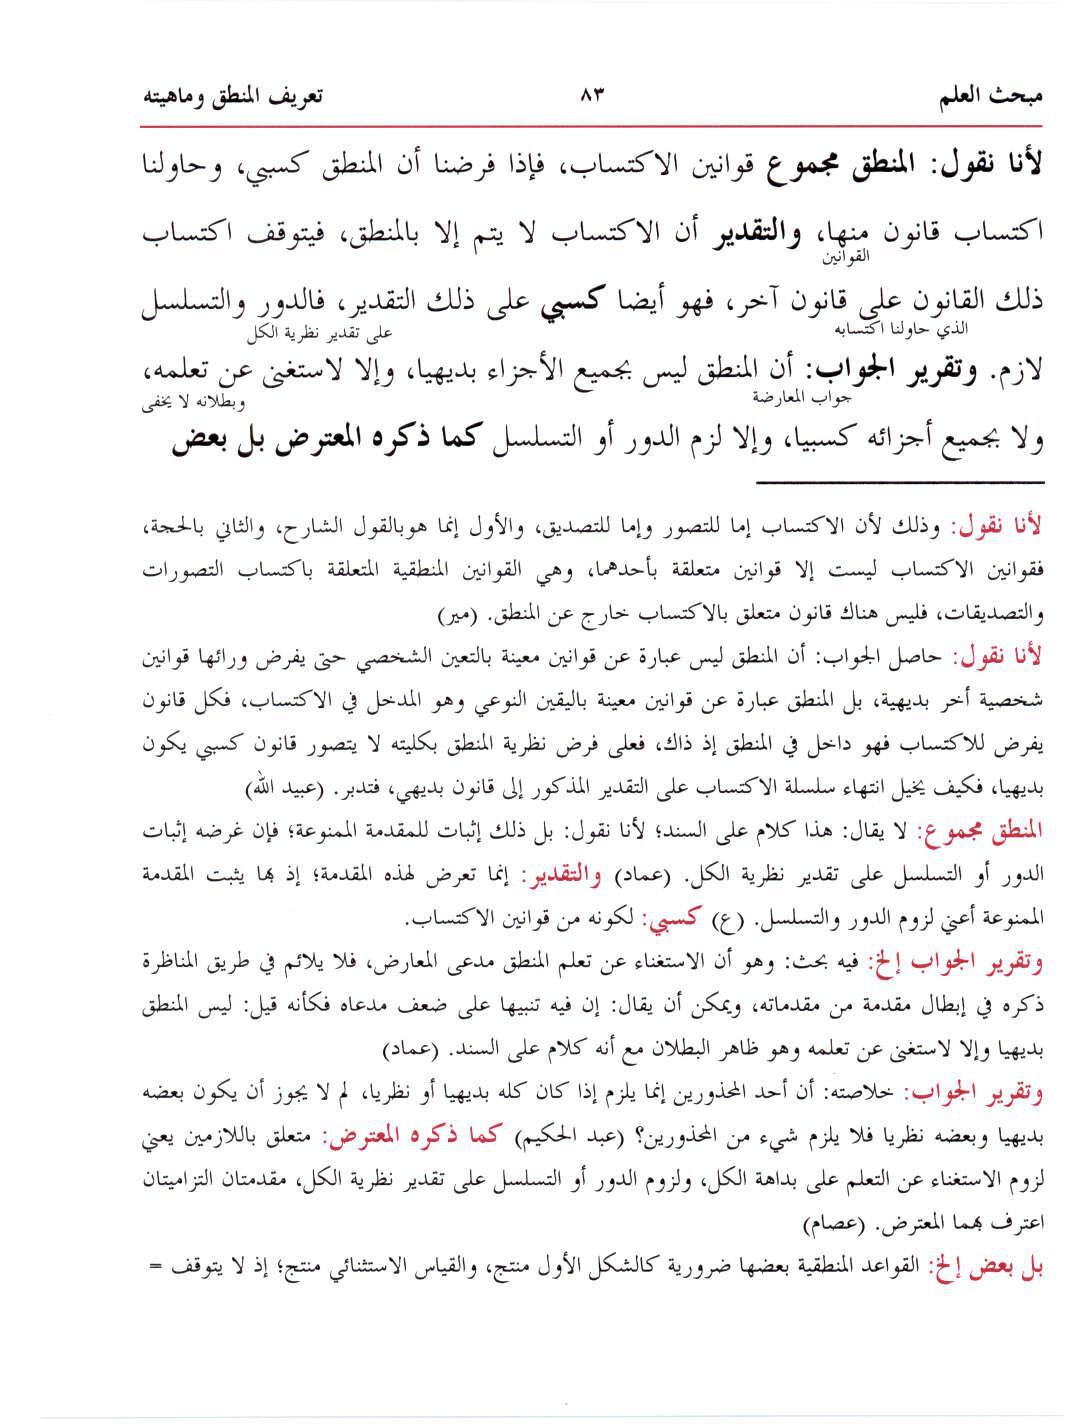 مبحث العلم ٨٣ تعريف المنطق وماهيته
لأنا نقول: المنطق مجموع قوانين الاكتساب، فإذا فرضنا أن المنطق كسبي، وحاولنا
اكتساب قانون منها، والتقدير أن الاكتساب لا يتم إلا بالمنطق، فيتوقف اكتساب
القوانين
ذلك القانون على قانون آخر، فهو أيضا كسبي على ذلك التقدير، فالدور والتسلسل
الذي حاولنا اكتسابه على تقدير نظرية الكل
لازم. وتقرير الجواب: أن المنطق ليس بجميع الأجزاء بديهيا، وإلا لاستغنى عن تعلمه،
جواب المعارضة وبطلانه لا يخفى
ولا بجميع أجزائه كسبيا، وإلا لزم الدور أو التسلسل كما ذكره المعترض بل بعض
لأنا نقول: وذلك لأن الاكتساب إما للتصور وإما للتصديق، والأول إنما هوبالقول الشارح، والثاني بالحجة،
فقوانين الاكتساب ليست إلا قوانين متعلقة بأحدهما، وهي القوانين المنطقية المتعلقة باكتساب التصورات
والتصديقات، فليس هناك قانون متعلق بالاكتساب خارج عن المنطق. (مير)
لأنا نقول: حاصل الجواب: أن المنطق ليس عبارة عن قوانين معينة بالتعين الشخصي حتى يفرض ورائها قوانين
شخصية أخر بديهية، بل المنطق عبارة عن قوانين معينة باليقين النوعي وهو المدخل في الاكتساب، فكل قانون
يفرض للاكتساب فهو داخل في المنطق إذ ذاك، فعلى فرض نظرية المنطق بكليته لا يتصور قانون كسبي يكون
بديهيا، فكيف يخيل انتهاء سلسلة الاكتساب على التقدير المذكور إلى قانون بديهي، فتدبر. (عبيد الله)
المنطق مجموع: لا يقال: هذا كلام على السند؛ لأنا نقول: بل ذلك إثبات للمقدمة الممنوعة؛ فإن غرضه إثبات
الدور أو التسلسل على تقدير نظرية الكل. (عماد) والتقدير: إنما تعرض لهذه المقدمة؛ إذ بها يثبت المقدمة
الممنوعة أعني لزوم الدور والتسلسل. (ع) كسبي: لكونه من قوانين الاكتساب.
وتقرير الجواب إلخ: فيه بحث: وهو أن الاستغناء عن تعلم المنطق مدعى المعارض، فلا يلائم في طريق المناظرة
ذكره في إبطال مقدمة من مقدماته، ويمكن أن يقال: إن فيه تنبيها على ضعف مدعاه فكأنه قيل: ليس المنطق
بديهيا وإلا لاستغنى عن تعلمه وهو ظاهر البطلان مع أنه كلام على السند. (عماد)
وتقرير الجواب: خلاصته: أن أحد المحذورين إنما يلزم إذا كان كله بديهيا أو نظريا، لم لا يجوز أن يكون بعضه
بديهيا وبعضه نظريا فلا يلزم شيء من المحذورين؟ (عبد الحكيم) كما ذكره المعترض: متعلق باللازمين يعني
لزوم الاستغناء عن التعلم على بداهة الكل، ولزوم الدور أو التسلسل على تقدير نظرية الكل، مقدمتان التزاميتان
اعترف بهما المعترض. (عصام)
بل بعض إلخ: القواعد المنطقية بعضها ضرورية كالشكل الأول منتج، والقياس الاستثنائي منتج؛ إذ لا يتوقف =